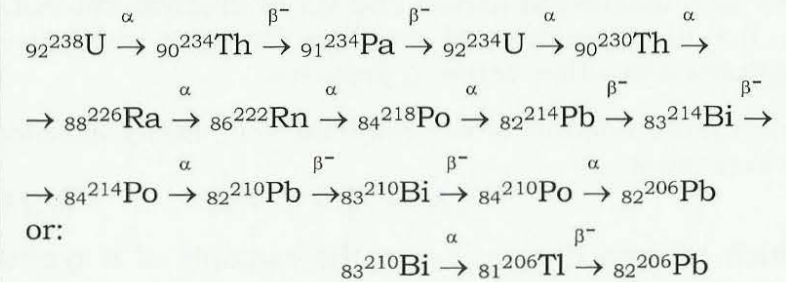 α β⁻ β⁻ α α
₉₂²³⁸U → ₉₀²³⁴Th → ₉₁²³⁴Pa → ₉₂²³⁴U → ₉₀²³⁰Th →
α α α β⁻ β⁻
→ ₈₈²²⁶Ra → ₈₆²²²Rn → ₈₄²¹⁸Po → ₈₂²¹⁴Pb → ₈₃²¹⁴Bi →
α β⁻ β⁻ α
→ ₈₄²¹⁴Po → ₈₂²¹⁰Pb →₈₃²¹⁰Bi → ₈₄²¹⁰Po → ₈₂²⁰⁶Pb
or:
α β⁻
₈₃²¹⁰Bi → ₈₁²⁰⁶Tl → ₈₂²⁰⁶Pb